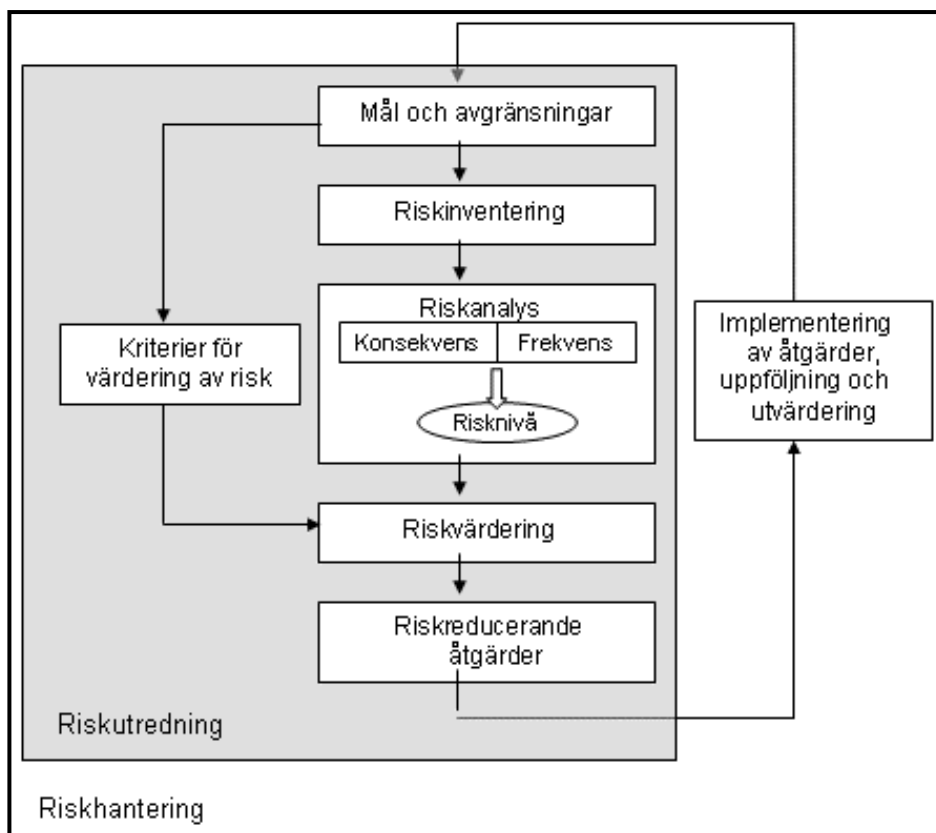 Mål och avgränsningar
Riskinventering
Riskanalys
Konsekvens
Frekvens
Risknivå
Kriterier för
värdering av risk
Implementering
av åtgärder,
uppföljning och
utvärdering
Riskvärdering
Riskreducerande
åtgärder
Riskutredning
Riskhantering